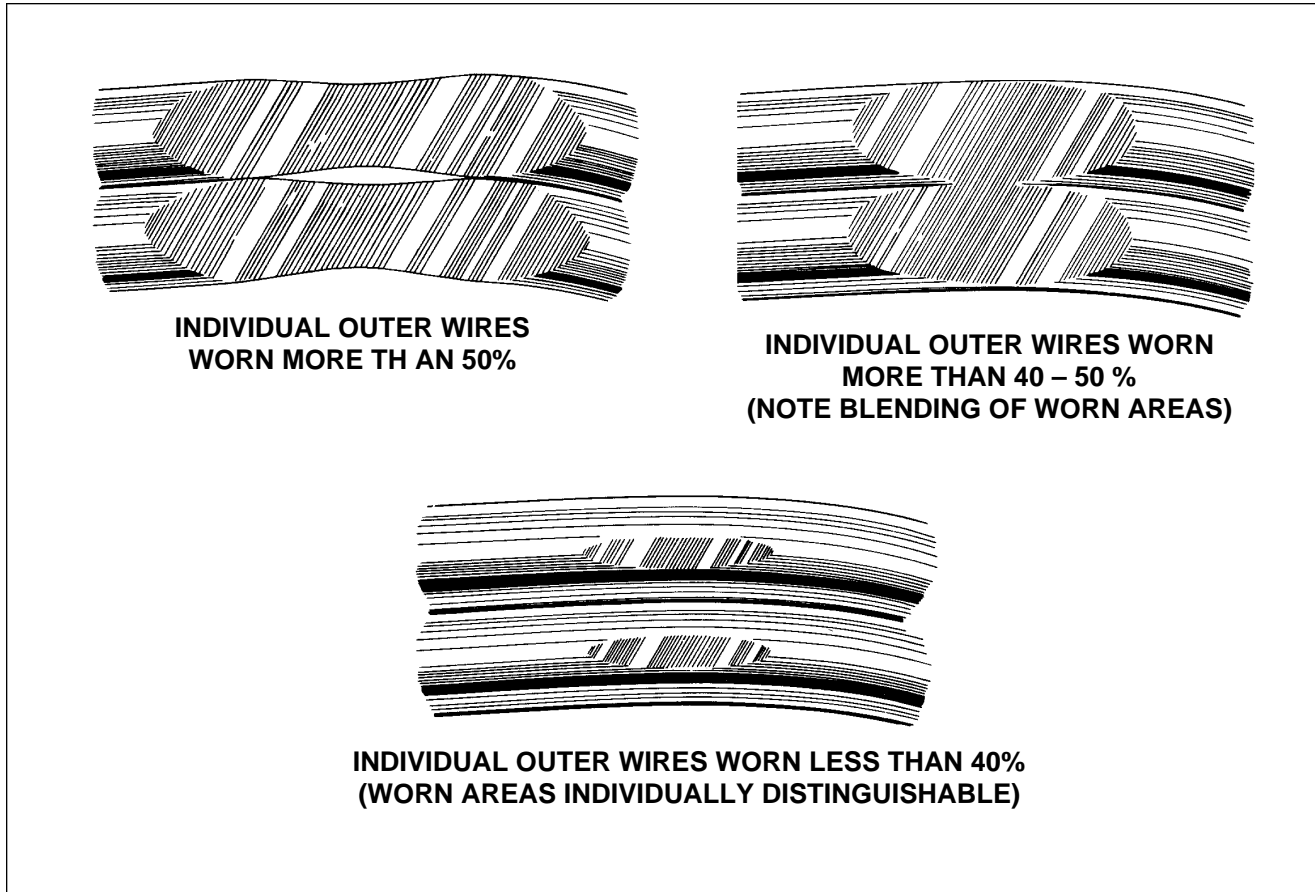 INDIVIDUAL OUTER WIRES
WORN MORE TH AN 50%
INDIVIDUAL OUTER WIRES WORN
MORE THAN 40 – 50 %
(NOTE BLENDING OF WORN AREAS)
INDIVIDUAL OUTER WIRES WORN LESS THAN 40%
(WORN AREAS INDIVIDUALLY DISTINGUISHABLE)